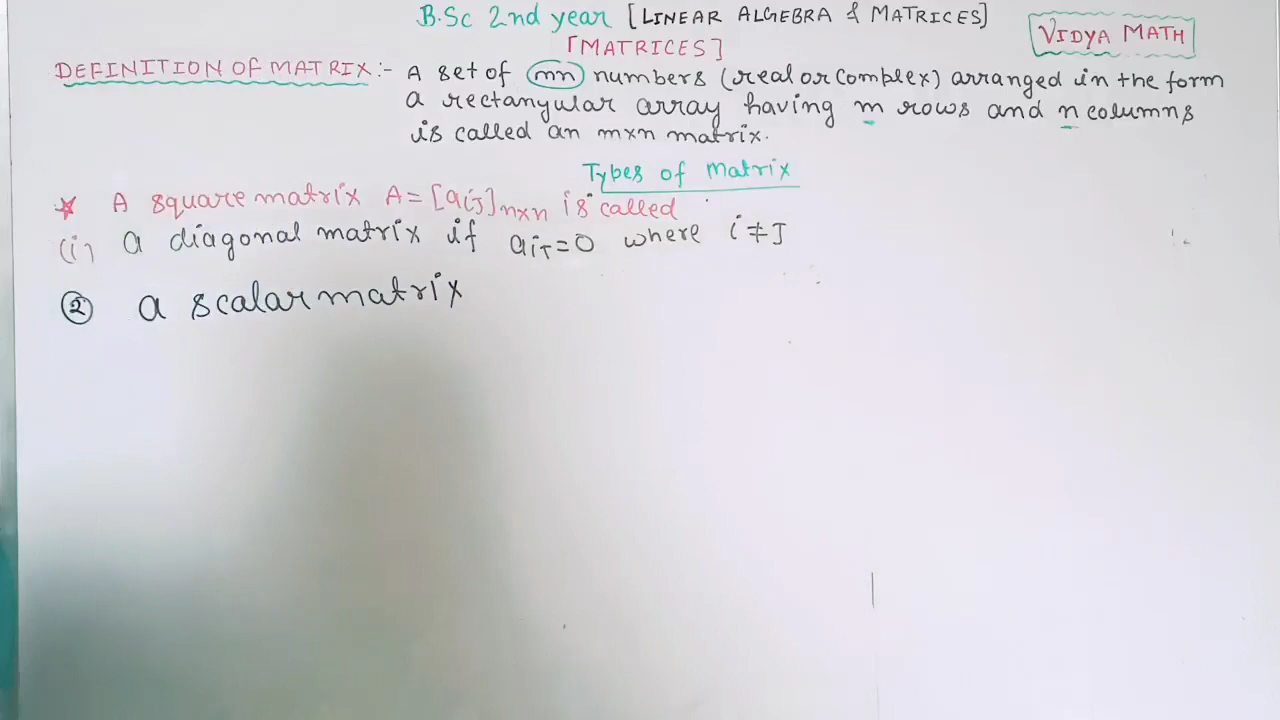 B.Sc 2nd year [LINEAR ALGEBRA & MATRICES]
VIDYA MATH
[MATRICES]
DEFINITION OF MATRIX:- A set of mn numbers (real or complex) arranged in the form
a rectangular array having m rows and n columns
is called an m×n matrix.
Types of Matrix
* A square matrix A = [aij]n×n is called
(i) a diagonal matrix if aij = 0 where i ≠ J
② a scalar matrix